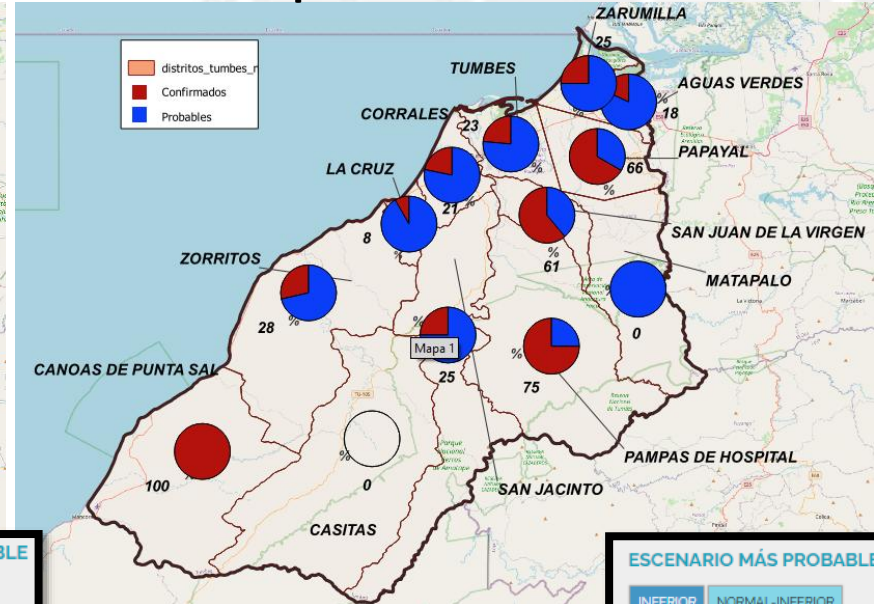 ZARUMILLA
25
distritos_tumbes_r
Confirmados
Probables
TUMBES
AGUAS VERDES
%
18
%
CORRALES
23
%
PAPAYAL
66
%
LA CRUZ
21
%
SAN JUAN DE LA VIRGEN
8
%
%
61
ZORRITOS
MATAPALO
%
28
%
0
%
Mapa 1
25
%
75
CANOAS DE PUNTA SAL
PAMPAS DE HOSPITAL
100
%
%
0
SAN JACINTO
CASITAS
BLE
ESCENARIO MÁS PROBABLE
INFERIOR
NORMAL-INFERIOR